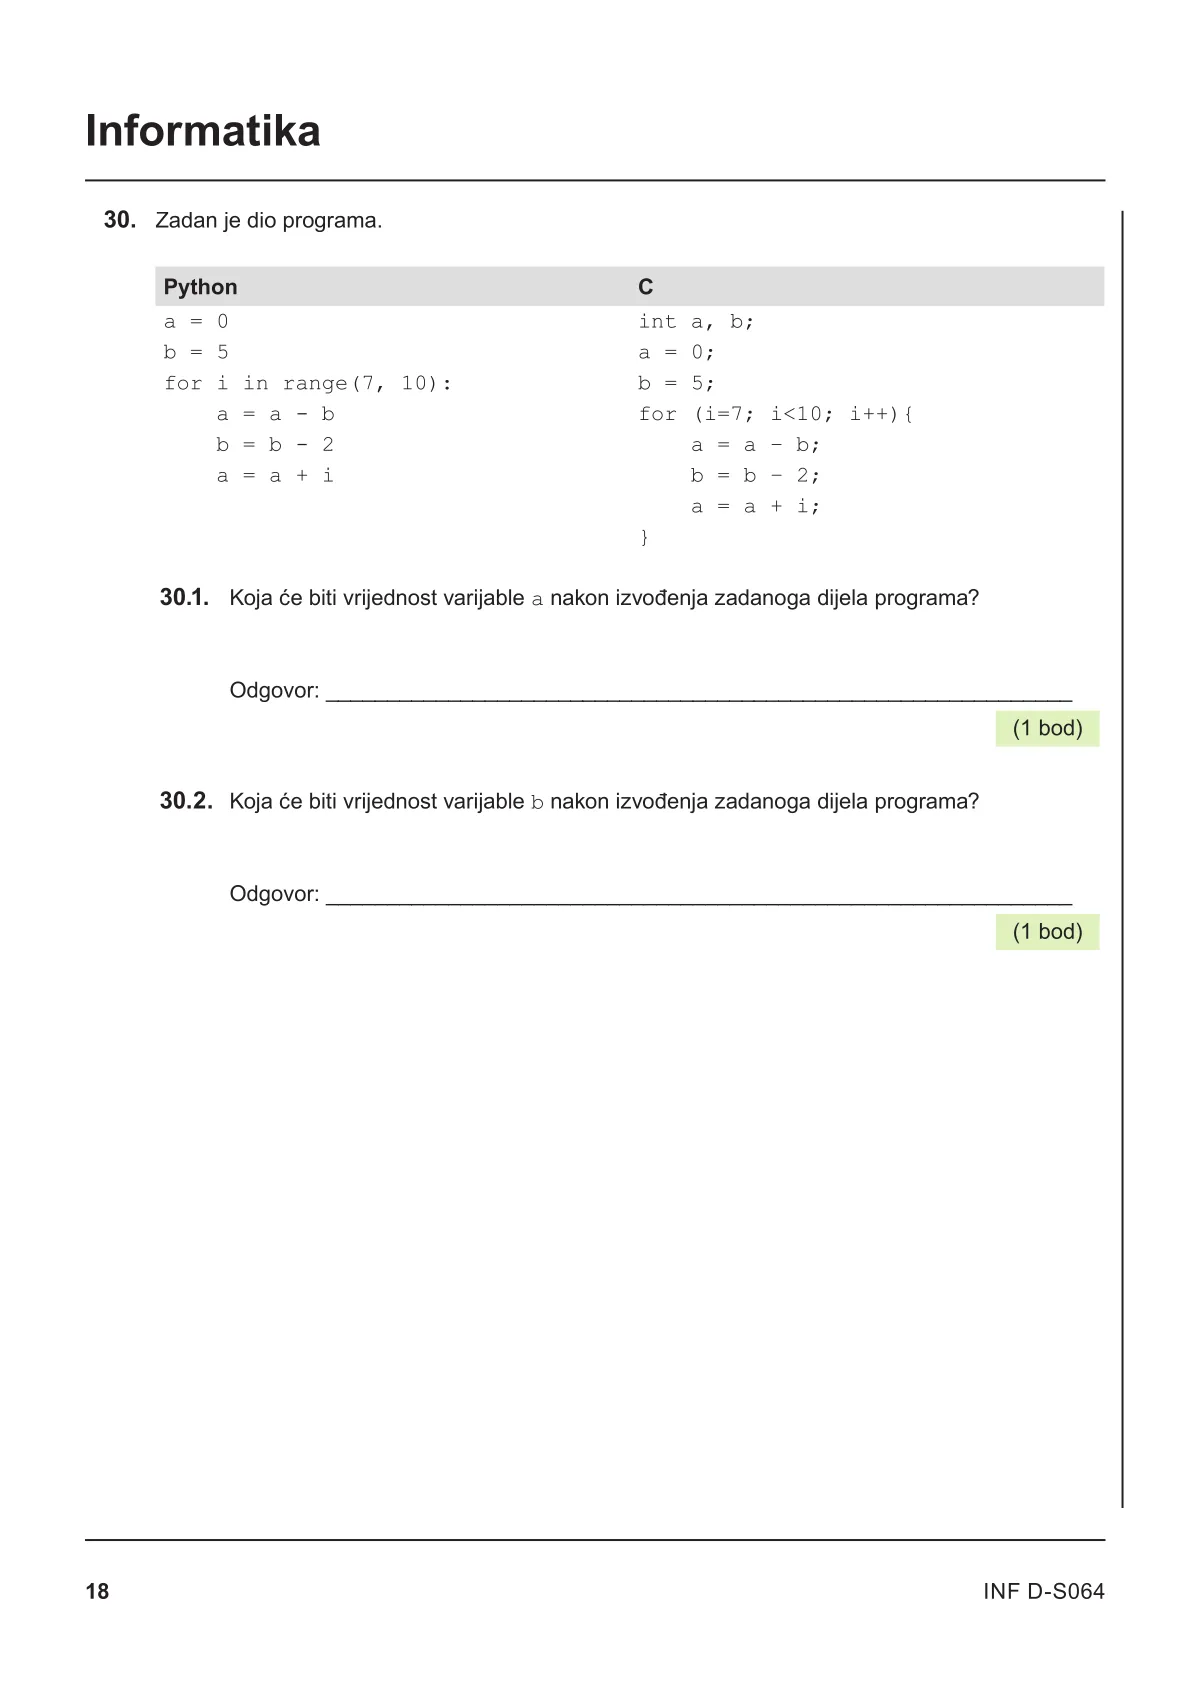 Informatika
30. Zadan je dio programa.
Python C
a = 0
b = 5
for i in range(7, 10):
    a = a - b
    b = b - 2
    a = a + i
int a, b;
a = 0;
b = 5;
for (i=7; i<10; i++){
    a = a – b;
    b = b – 2;
    a = a + i;
}
30.1. Koja će biti vrijednost varijable a nakon izvođenja zadanoga dijela programa?
Odgovor: ______________________________________________________________
(1 bod)
30.2. Koja će biti vrijednost varijable b nakon izvođenja zadanoga dijela programa?
Odgovor: ______________________________________________________________
(1 bod)
18 INF D-S064